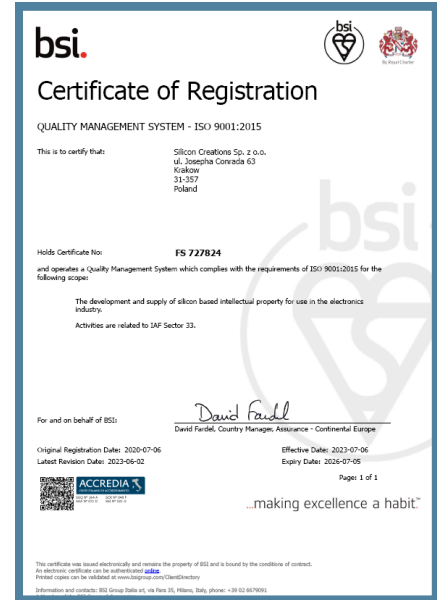 bsi.
bsi
By Royal Charter
Certificate of Registration
QUALITY MANAGEMENT SYSTEM - ISO 9001:2015
This is to certify that:
Silicon Creations Sp. z o.o.
ul. Josepha Conrada 63
Krakow
31-357
Poland
bsi
Holds Certificate No:
FS 727824
and operates a Quality Management System which complies with the requirements of ISO 9001:2015 for the
following scope:
The development and supply of silicon based intellectual property for use in the electronics
industry.
Activities are related to IAF Sector 33.
David Fardel
For and on behalf of BSI:
David Fardel, Country Manager, Assurance - Continental Europe
Original Registration Date: 2020-07-06
Effective Date: 2023-07-06
Latest Revision Date: 2023-06-02
Expiry Date: 2026-07-05
Page: 1 of 1
ACCREDIA
...making excellence a habit.™
This certificate was issued electronically and remains the property of BSI and is bound by the conditions of contract.
An electronic certificate can be authenticated online.
Printed copies can be validated at www.bsigroup.com/ClientDirectory
Information and contacts: BSI Group Italia srl, via Fara 35, Milano, Italy, phone: +39 02 6679091